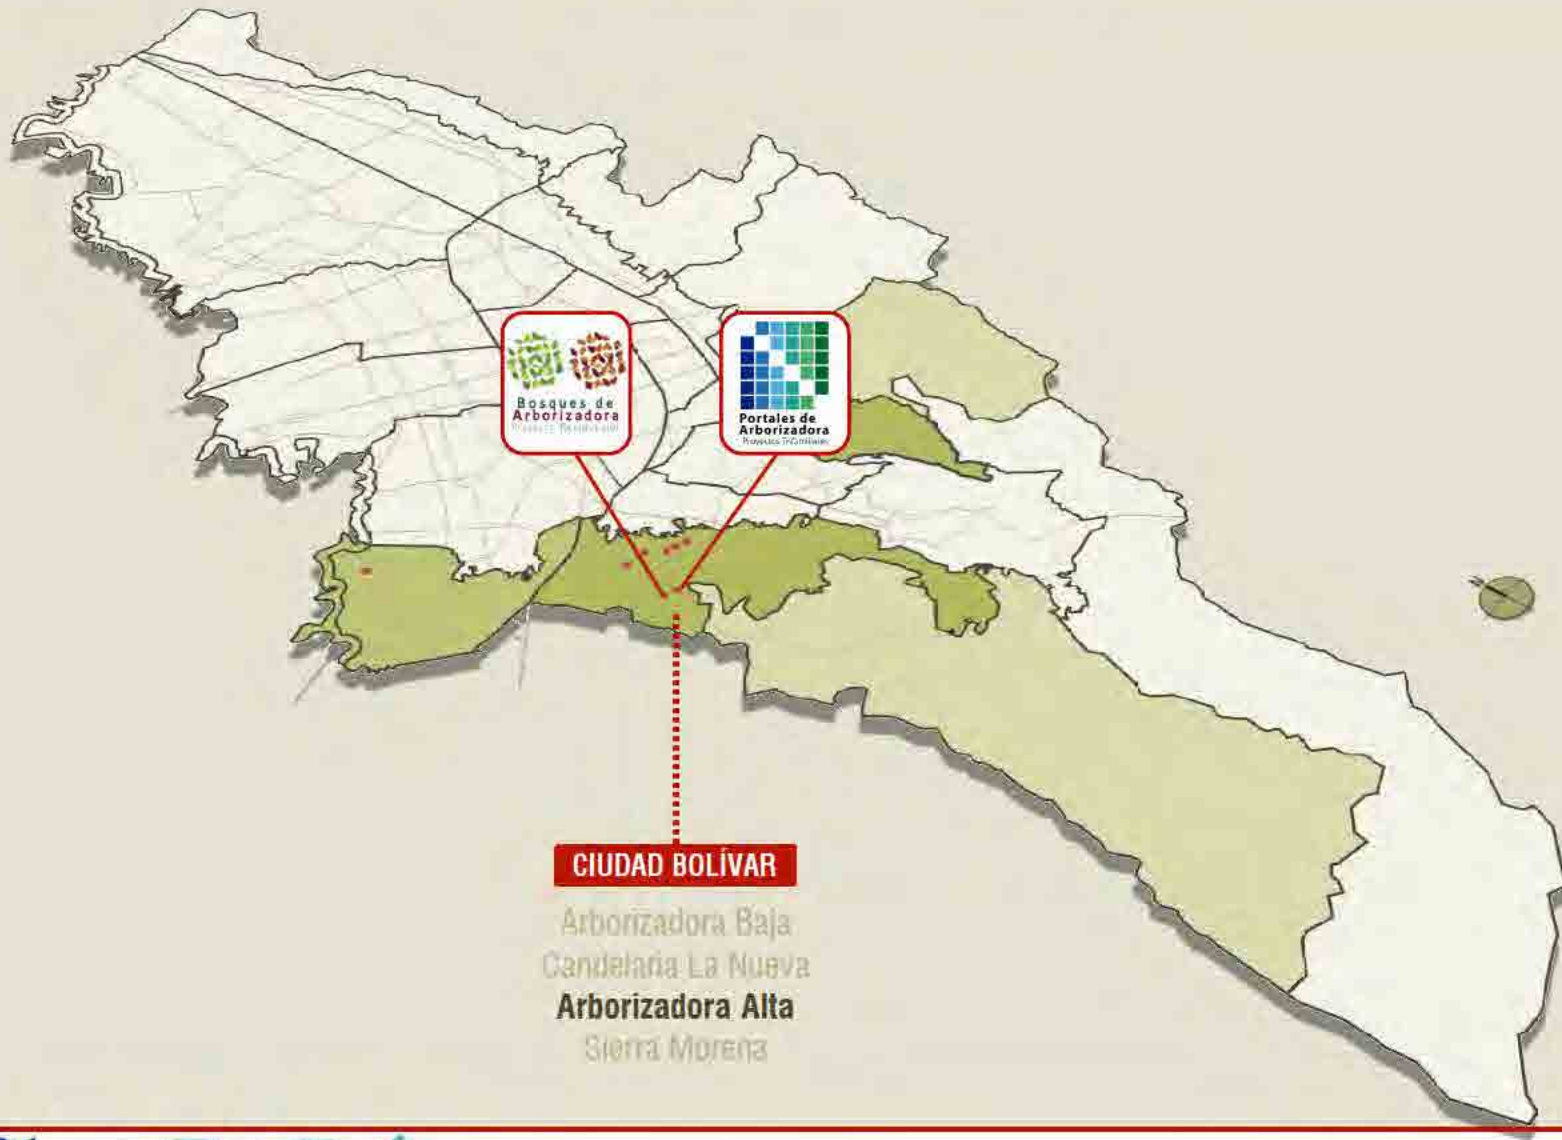 Bosques de
Arborizadora
Portales de
Arborizadora
CIUDAD BOLÍVAR
Arborizadora Baja
Candelaria La Nueva
Arborizadora Alta
Sierra Morena